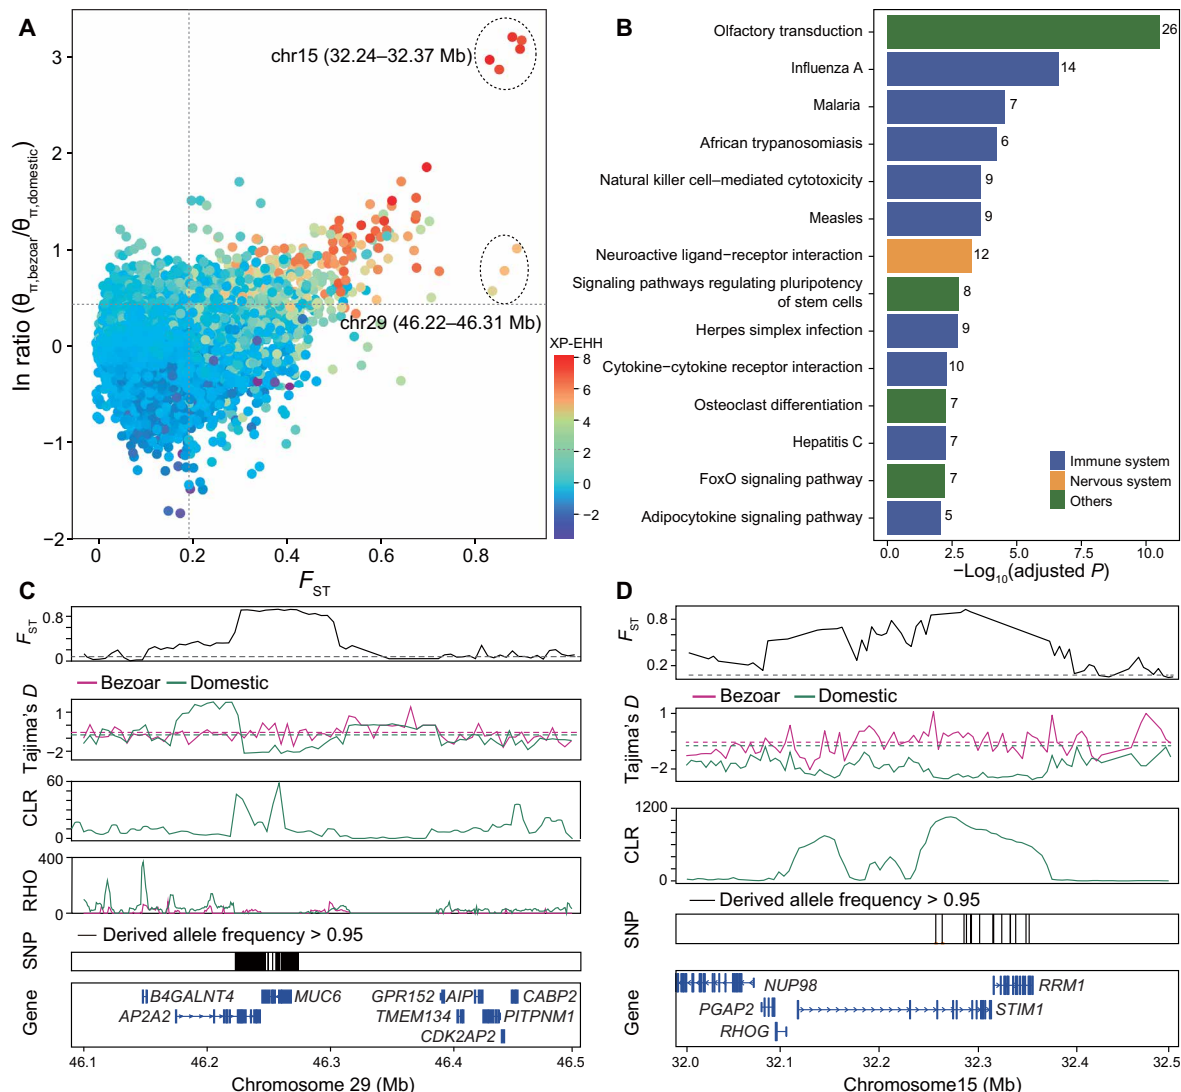 A
3
2
1
0
−1
−2
ln ratio (θπ,bezoar/θπ,domestic)
chr15 (32.24–32.37 Mb)
chr29 (46.22–46.31 Mb)
XP-EHH
8
6
4
2
0
−2
0
0.2
0.4
0.6
0.8
FST
B
Olfactory transduction 26
Influenza A 14
Malaria 7
African trypanosomiasis 6
Natural killer cell–mediated cytotoxicity 9
Measles 9
Neuroactive ligand−receptor interaction 12
Signaling pathways regulating pluripotency
of stem cells 8
Herpes simplex infection 9
Cytokine−cytokine receptor interaction 10
Osteoclast differentiation 7
Hepatitis C 7
FoxO signaling pathway 7
Adipocytokine signaling pathway 5
Immune system
Nervous system
Others
0.0 2.5 5.0 7.5 10.0
−Log10(adjusted P)
C
FST
0.8
0
Bezoar Domestic
Tajima's D
1
−2
CLR
60
0
RHO
400
0
Derived allele frequency > 0.95
SNP
Gene
B4GALNT4 MUC6 GPR152 AIP CABP2
AP2A2 TMEM134 PITPNM1
CDK2AP2
46.1 46.2 46.3 46.4 46.5
Chromosome 29 (Mb)
D
FST
0.8
0.2
Bezoar Domestic
Tajima's D
1
−2
CLR
1200
0
Derived allele frequency > 0.95
SNP
Gene
NUP98 RRM1
PGAP2 STIM1
RHOG
32.0 32.1 32.2 32.3 32.4 32.5
Chromosome15 (Mb)